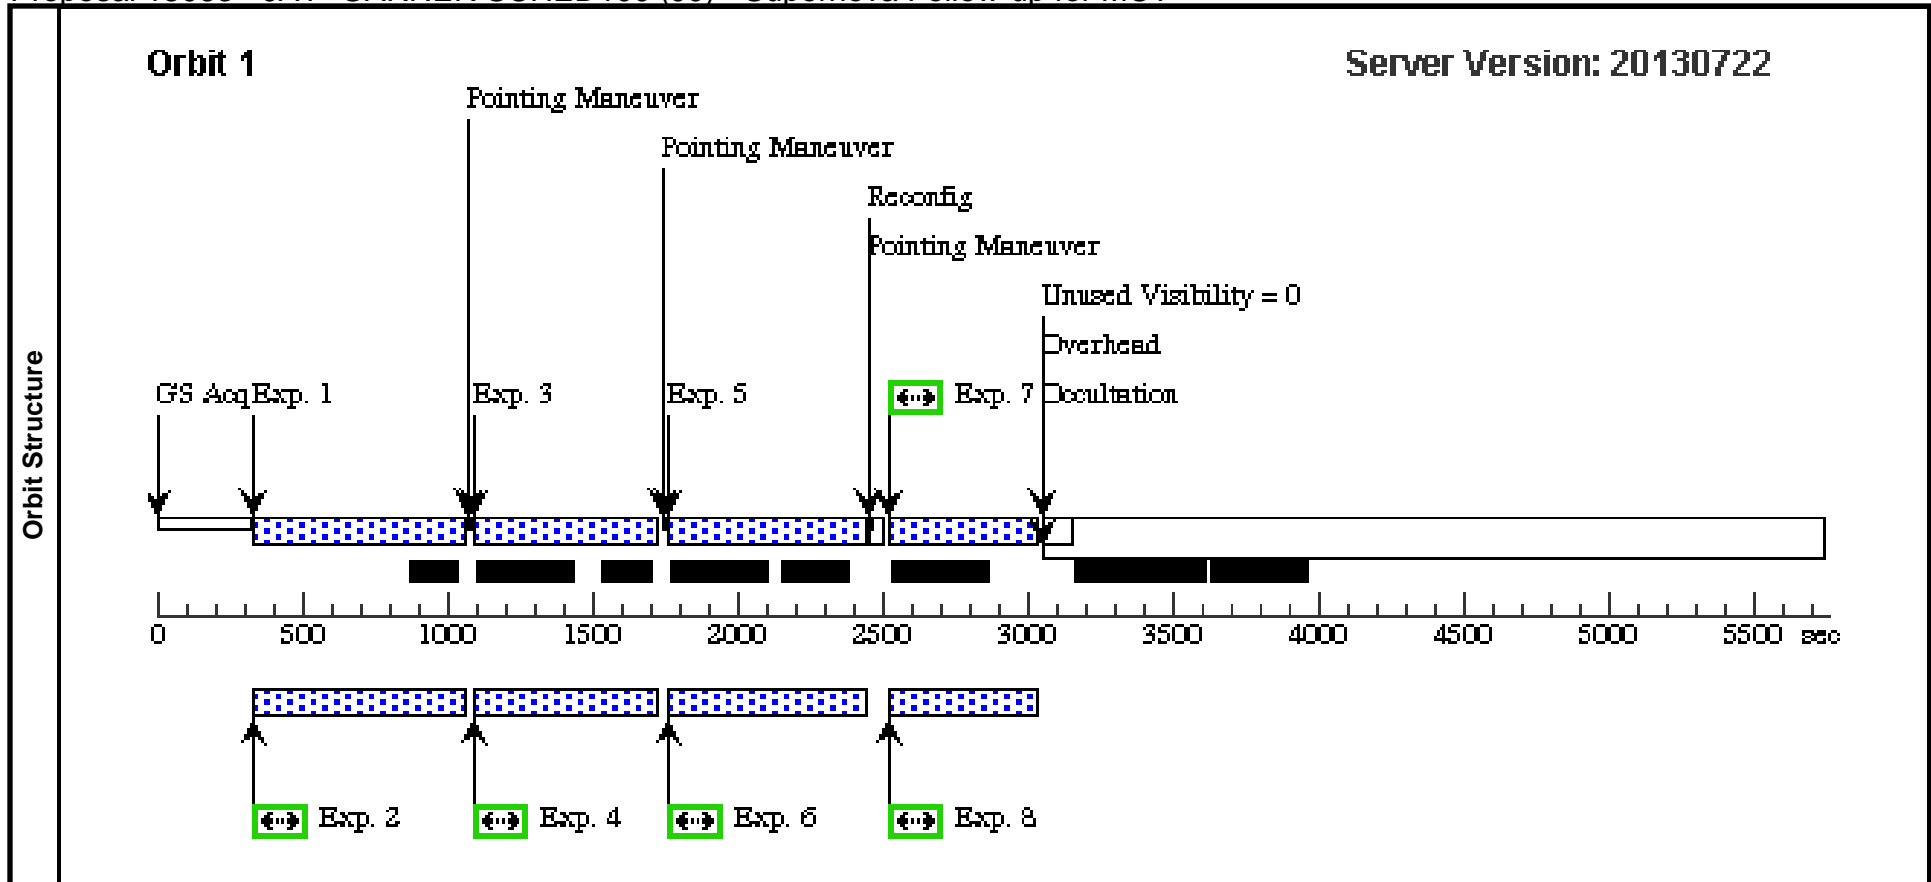 Orbit 1
Server Version: 20130722
Pointing Maneuver
Pointing Maneuver
Reconfig
Pointing Maneuver
Unused Visibility = 0
Overhead
Orbit Structure
GS Acq Exp. 1 Exp. 3 Exp. 5 Exp. 7 Occultation
0 500 1000 1500 2000 2500 3000 3500 4000 4500 5000 5500 sec
Exp. 2 Exp. 4 Exp. 6 Exp. 8